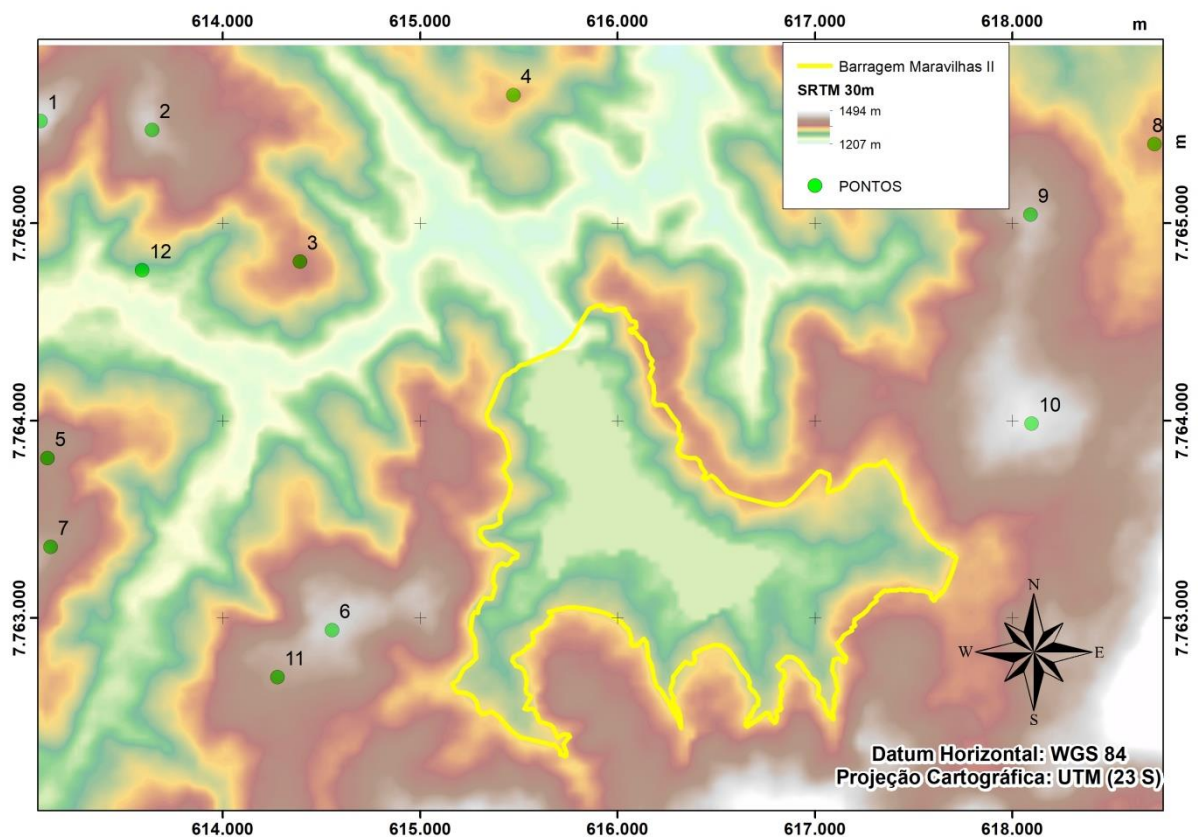 614.000 615.000 616.000 617.000 618.000 m
Barragem Maravilhas II
SRTM 30m
1494 m
1207 m
PONTOS
m
4
1
2
8
9
7.765.000
7.765.000
12
3
7.764.000
10
7.764.000
5
7
7.763.000
6
7.763.000
11
N
W
E
S
Datum Horizontal: WGS 84
Projeção Cartográfica: UTM (23 S)
614.000 615.000 616.000 617.000 618.000